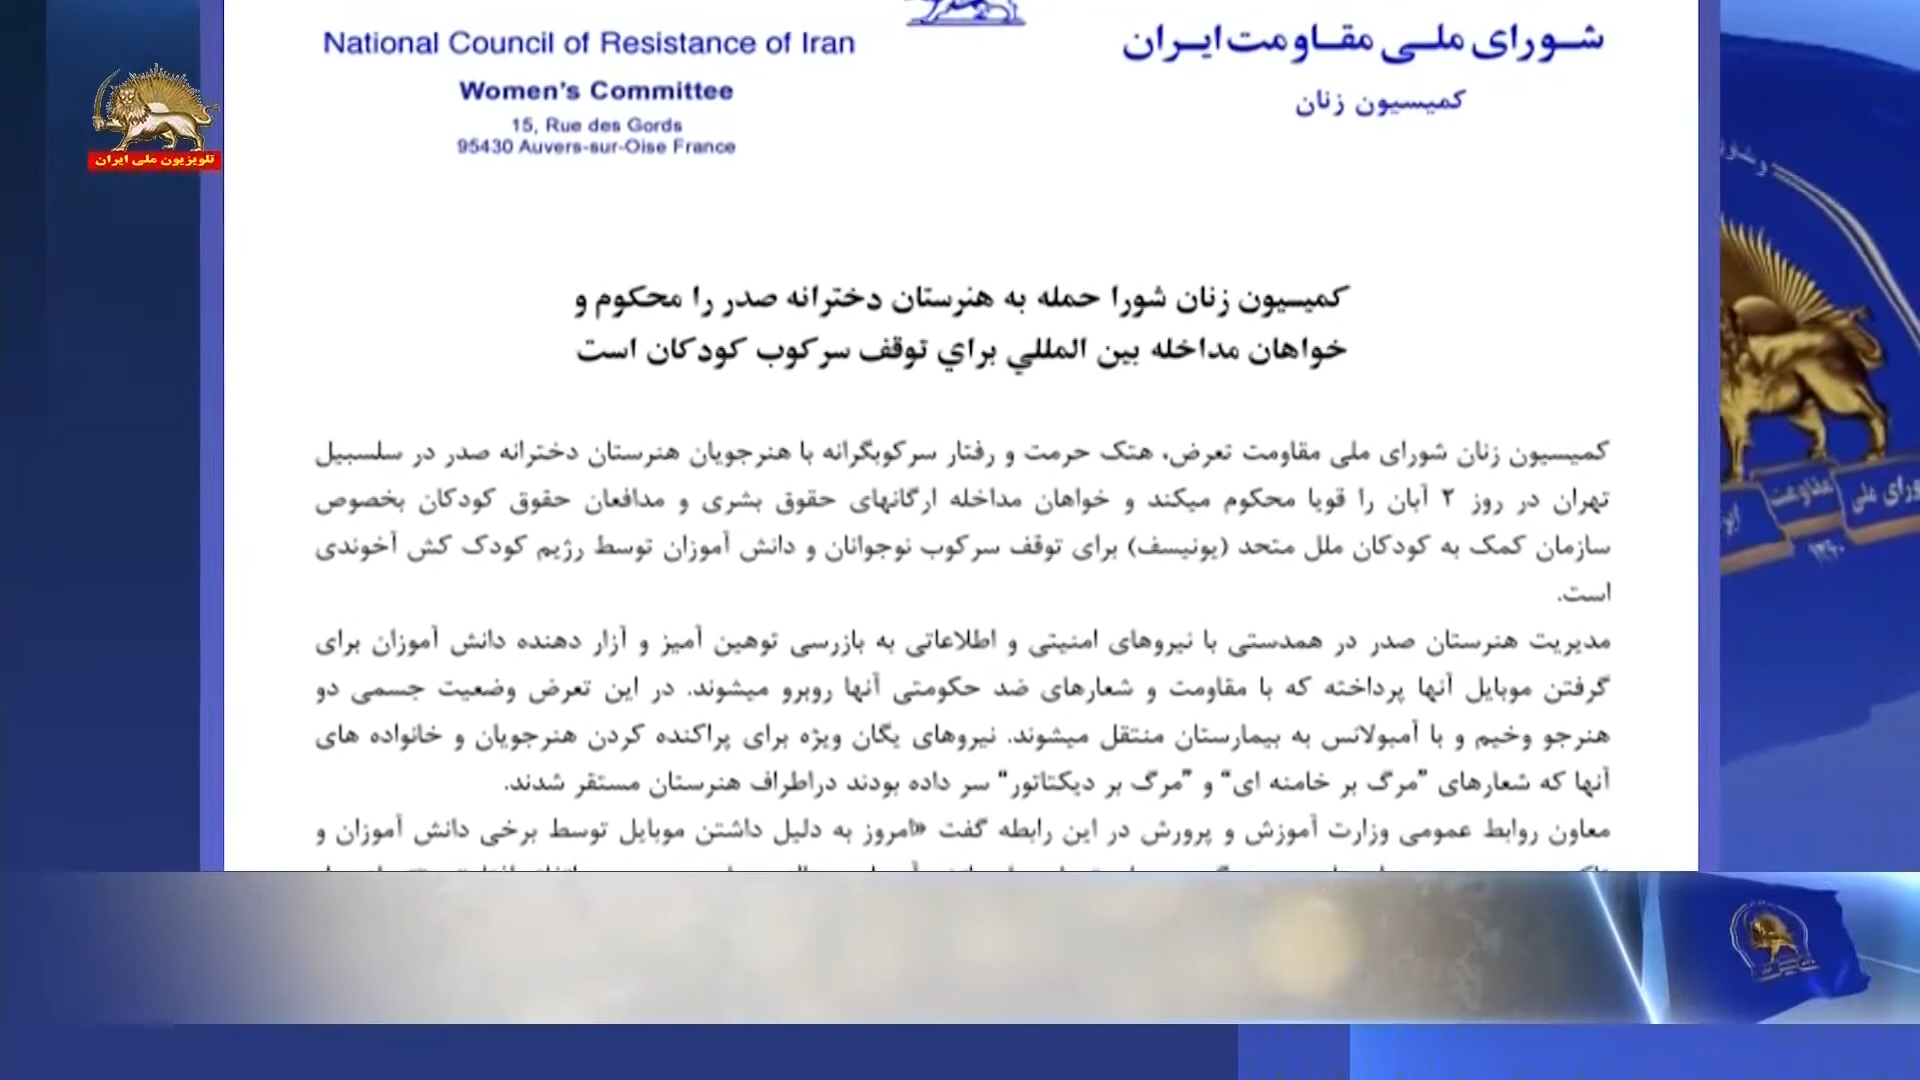 National Council of Resistance of Iran
شورای ملی مقاومت ایران
Women's Committee
کمیسیون زنان
15, Rue des Gords
95430 Auvers-sur-Oise France
تلویزیون ملی ایران
کمیسیون زنان شورا حمله به هنرستان دخترانه صدر را محکوم و
خواهان مداخله بین المللي براي توقف سرکوب کودکان است
کمیسیون زنان شورای ملی مقاومت تعرض، هتک حرمت و رفتار سرکوبگرانه با هنرجویان هنرستان دخترانه صدر در سلسبیل
تهران در روز ۲ آبان را قویا محکوم میکند و خواهان مداخله ارگانهای حقوق بشری و مدافعان حقوق کودکان بخصوص
سازمان کمک به کودکان ملل متحد (یونیسف) برای توقف سرکوب نوجوانان و دانش آموزان توسط رژیم کودک کش آخوندی
است.
مدیریت هنرستان صدر در همدستی با نیروهای امنیتی و اطلاعاتی به بازرسی توهین آمیز و آزار دهنده دانش آموزان برای
گرفتن موبایل آنها پرداخته که با مقاومت و شعارهای ضد حکومتی آنها روبرو میشوند. در این تعرض وضعیت جسمی دو
هنرجو وخیم و با آمبولانس به بیمارستان منتقل میشوند. نیروهای یگان ویژه برای پراکنده کردن هنرجویان و خانواده های
آنها که شعارهای ”مرگ بر خامنه ای“ و ”مرگ بر دیکتاتور“ سر داده بودند دراطراف هنرستان مستقر شدند.
معاون روابط عمومی وزارت آموزش و پرورش در این رابطه گفت «امروز به دلیل داشتن موبایل توسط برخی دانش آموزان و
ورای ملی
مقاومت
۱۳۶۰